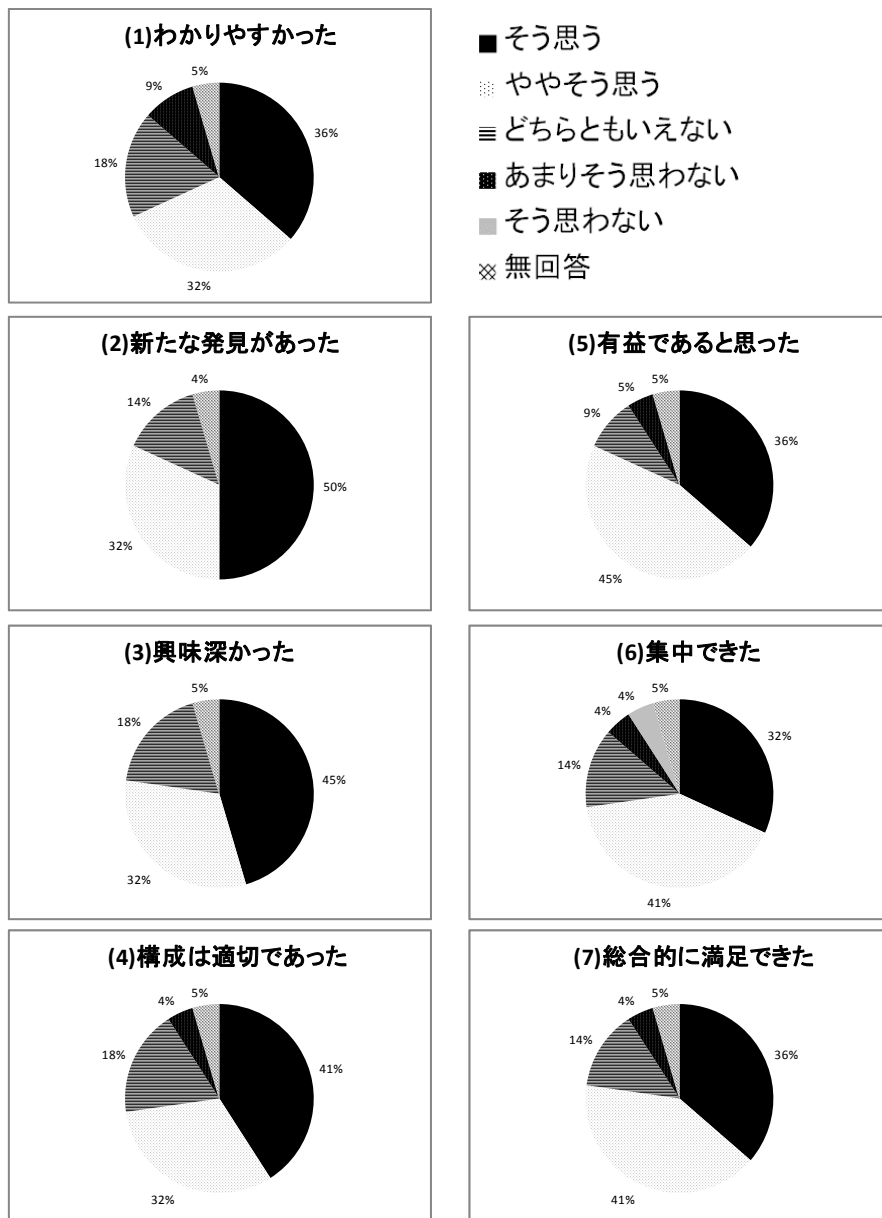 (1)わかりやすかった
5%
9%
36%
18%
32%
そう思う
ややそう思う
どちらともいえない
あまりそう思わない
そう思わない
無回答
(2)新たな発見があった
4%
14%
50%
32%
(5)有益であると思った
5%
5%
9%
36%
45%
(3)興味深かった
5%
18%
45%
32%
(6)集中できた
5%
4%
4%
32%
14%
41%
(4)構成は適切であった
5%
4%
41%
18%
32%
(7)総合的に満足できた
5%
4%
36%
14%
41%